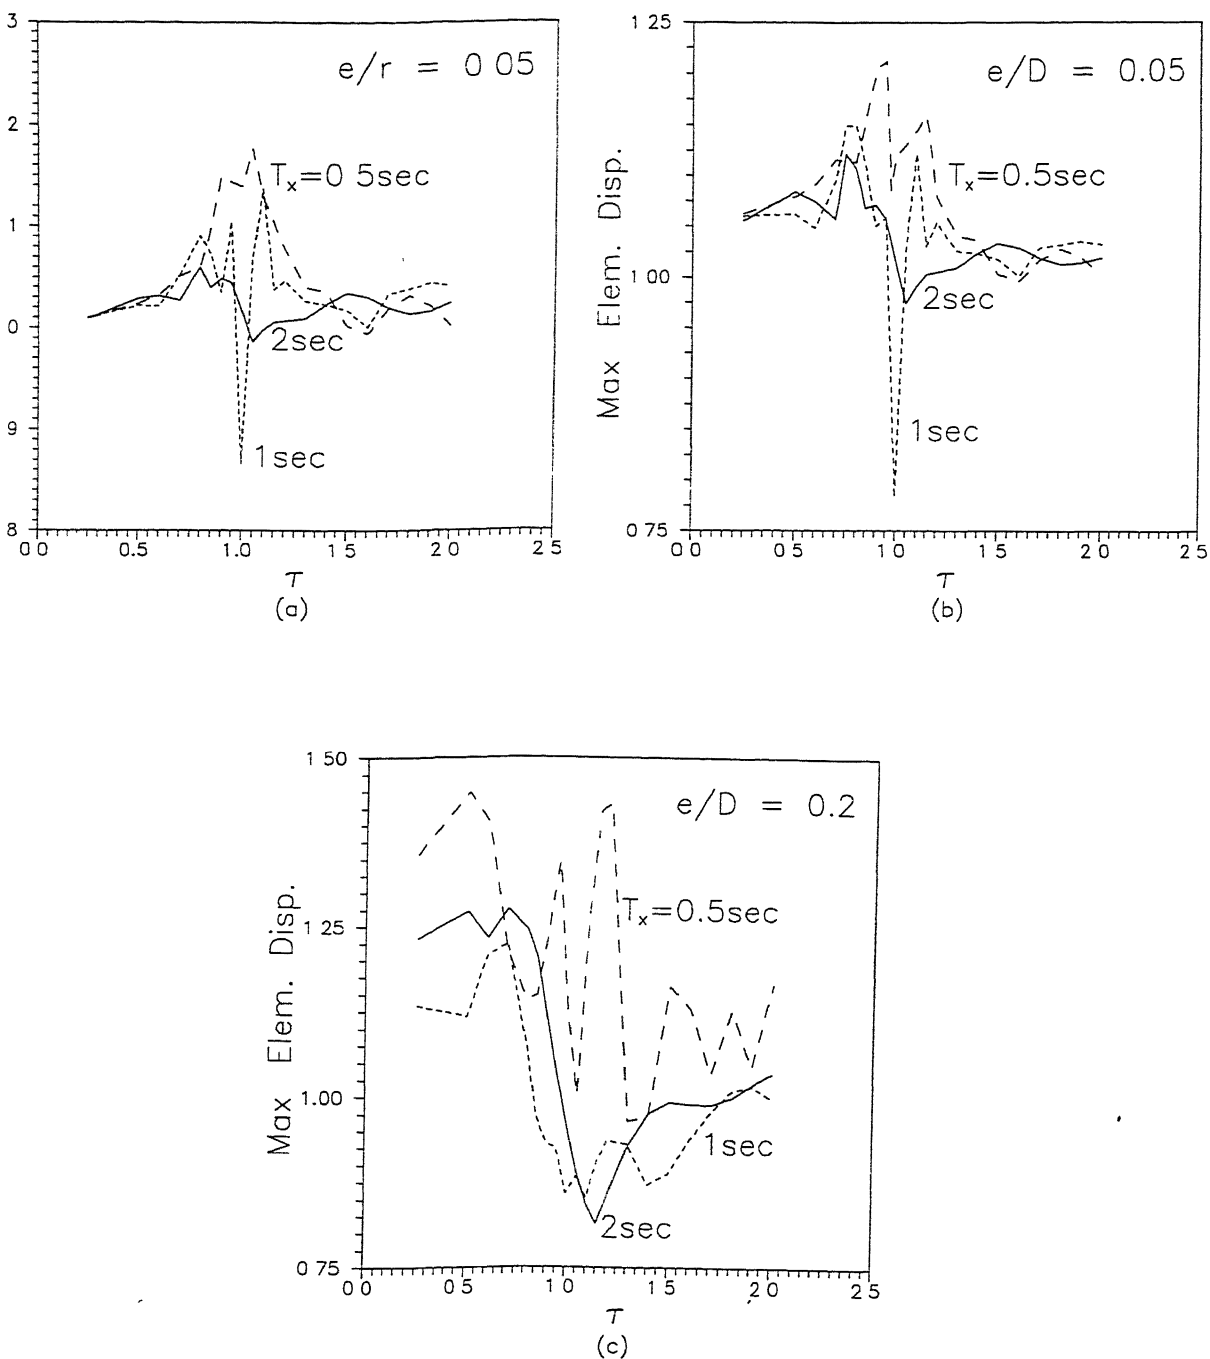 3
2
1
0
9
8
e/r = 0 05
Tx=0 5sec
2sec
1sec
0 0 0.5 1.0 1 5 2 0 2 5
τ
(a)
1 25
1 00
0 75
Max Elem. Disp.
e/D = 0.05
Tx=0.5sec
2sec
1sec
0 0 0 5 1 0 1 5 2 0 2 5
τ
(b)
1 50
1 25
1.00
0 75
Max Elem. Disp.
e/D = 0.2
Tx=0.5sec
1sec
2sec
0 0 0 5 1 0 1 5 2 0 2 5
τ
(c)